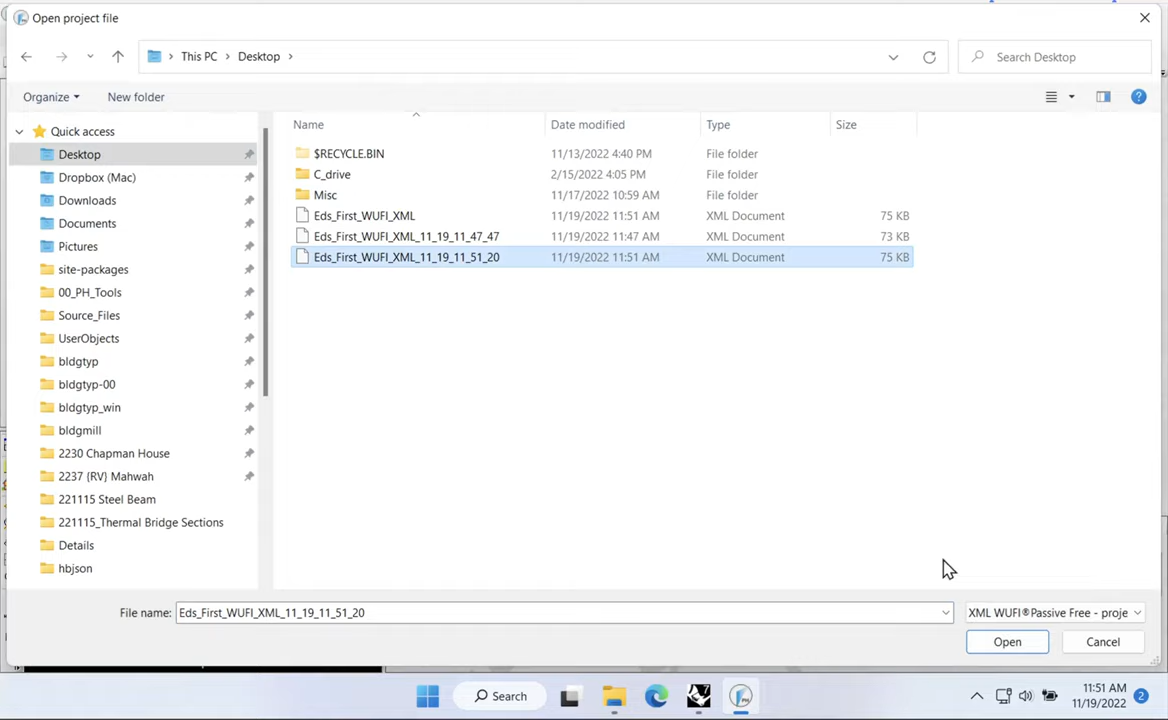 Open project file
This PC > Desktop >
Search Desktop
Organize
New folder
Name Date modified Type Size
Quick access
Desktop
Dropbox (Mac)
Downloads
Documents
Pictures
site-packages
00_PH_Tools
Source_Files
UserObjects
bldgtyp
bldgtyp-00
bldgtyp_win
bldgmill
2230 Chapman House
2237 {RV} Mahwah
221115 Steel Beam
221115_Thermal Bridge Sections
Details
hbjson
$RECYCLE.BIN 11/13/2022 4:40 PM File folder
C_drive 2/15/2022 4:05 PM File folder
Misc 11/17/2022 10:59 AM File folder
Eds_First_WUFI_XML 11/19/2022 11:51 AM XML Document 75 KB
Eds_First_WUFI_XML_11_19_11_47_47 11/19/2022 11:47 AM XML Document 73 KB
Eds_First_WUFI_XML_11_19_11_51_20 11/19/2022 11:51 AM XML Document 75 KB
File name: Eds_First_WUFI_XML_11_19_11_51_20
XML WUFI®Passive Free - proje
Open
Cancel
Search
11:51 AM
11/19/2022
2